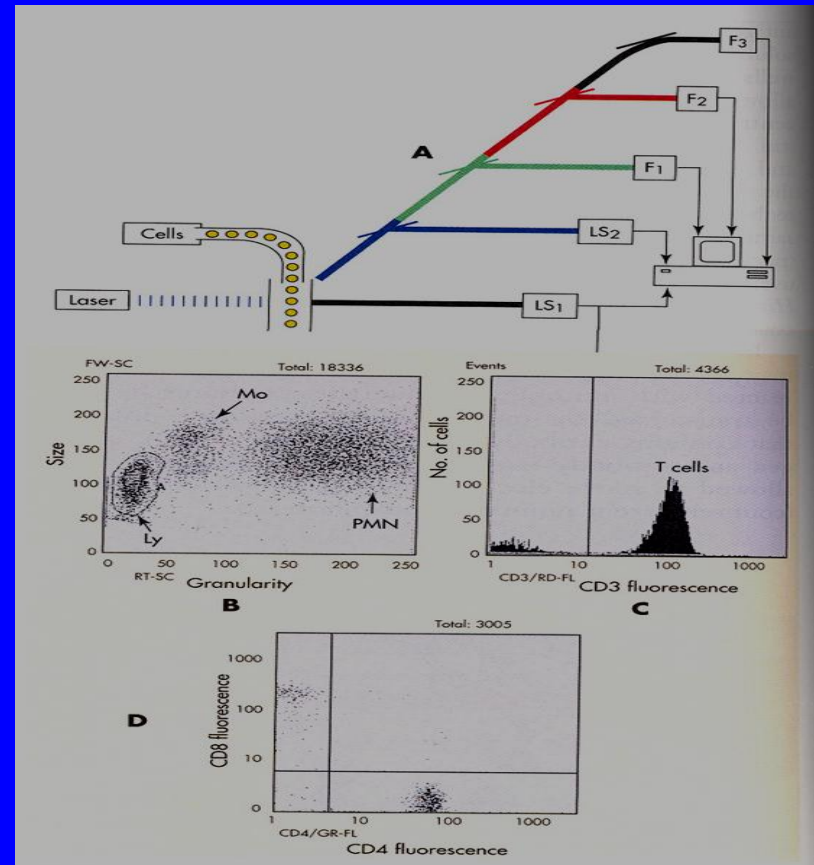 F3
F2
A
F1
Cells
LS2
Laser
LS1
FW-SC Total: 18336
250
200
150
100
50
0
Size
Mo
A
Ly
PMN
0 50 100 150 200 250
RT-SC Granularity
B
Events Total: 4366
250
200
150
100
50
0
No. of cells
T cells
1 10 100 1000
CD3/RD-FL CD3 fluorescence
C
Total: 3005
D
CD8 fluorescence
1000
100
10
0
1 10 100 1000
CD4/GR-FL
CD4 fluorescence